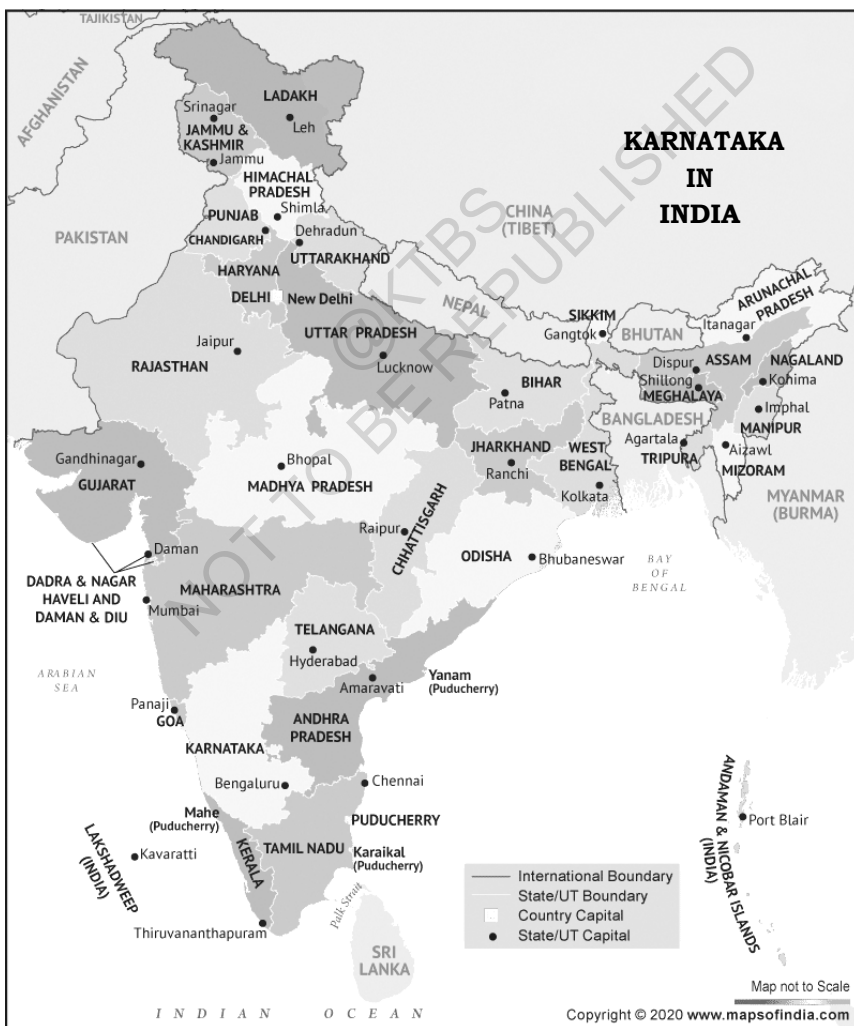 TAJIKISTAN
AFGHANISTAN
LADAKH
Srinagar
Leh
JAMMU &
KASHMIR
Jammu
KARNATAKA
IN
INDIA
HIMACHAL
PRADESH
Shimla
PUNJAB
CHANDIGARH
Dehradun
UTTARAKHAND
PAKISTAN
CHINA
(TIBET)
HARYANA
DELHI
New Delhi
NEPAL
SIKKIM
Gangtok
BHUTAN
ARUNACHAL
PRADESH
Itanagar
UTTAR PRADESH
Lucknow
Jaipur
RAJASTHAN
BIHAR
Patna
Dispur
ASSAM
NAGALAND
Shillong
Kohima
MEGHALAYA
Imphal
MANIPUR
BANGLADESH
Agartala
TRIPURA
Aizawl
MIZORAM
JHARKHAND
Ranchi
WEST
BENGAL
Kolkata
Gandhinagar
GUJARAT
Bhopal
MADHYA PRADESH
MYANMAR
(BURMA)
Raipur
CHHATTISGARH
ODISHA
Bhubaneswar
BAY
OF
BENGAL
Daman
DADRA & NAGAR
HAVELI AND
DAMAN & DIU
MAHARASHTRA
Mumbai
TELANGANA
Hyderabad
ARABIAN
SEA
Yanam
(Puducherry)
Amaravati
Panaji
GOA
ANDHRA
PRADESH
KARNATAKA
Bengaluru
Chennai
Mahe
(Puducherry)
PUDUCHERRY
LAKSHADWEEP
(INDIA)
Kavaratti
KERALA
TAMIL NADU
Karaikal
(Puducherry)
ANDAMAN & NICOBAR ISLANDS
(INDIA)
Port Blair
Thiruvananthapuram
Palk Strait
SRI
LANKA
International Boundary
State/UT Boundary
Country Capital
State/UT Capital
INDIAN OCEAN
Map not to Scale
Copyright © 2020 www.mapsofindia.com
@KTBS
NOT TO BE REPUBLISHED